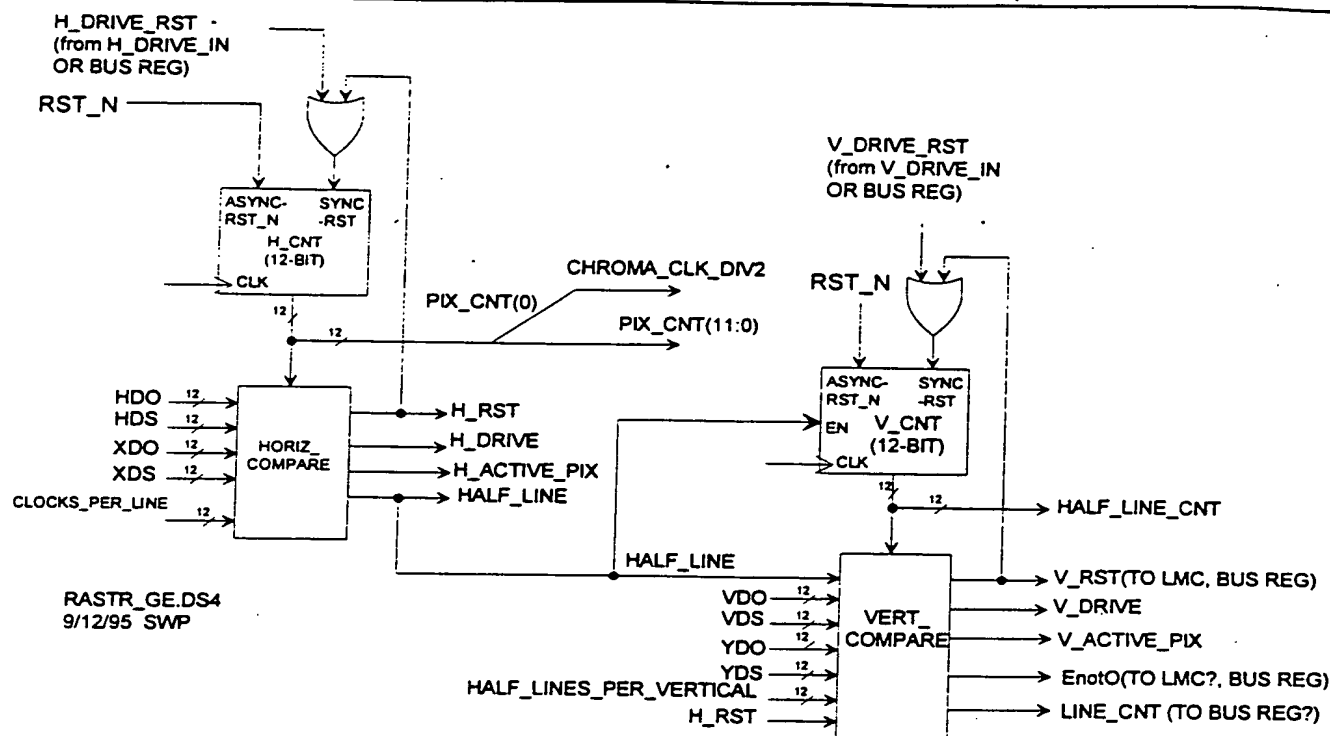 H_DRIVE_RST
(from H_DRIVE_IN
OR BUS REG)
RST_N
ASYNC-
RST_N
SYNC
-RST
H_CNT
(12-BIT)
CLK
12
12
PIX_CNT(0)
CHROMA_CLK_DIV2
PIX_CNT(11:0)
HDO 12
HDS 12
XDO 12
XDS 12
CLOCKS_PER_LINE 12
HORIZ_
COMPARE
H_RST
H_DRIVE
H_ACTIVE_PIX
HALF_LINE
V_DRIVE_RST
(from V_DRIVE_IN
OR BUS REG)
RST_N
ASYNC-
RST_N
SYNC
-RST
EN
V_CNT
(12-BIT)
CLK
12
12
HALF_LINE_CNT
HALF_LINE
VDO 12
VDS 12
YDO 12
YDS 12
HALF_LINES_PER_VERTICAL 12
H_RST
VERT_
COMPARE
V_RST(TO LMC, BUS REG)
V_DRIVE
V_ACTIVE_PIX
EnotO(TO LMC?, BUS REG)
LINE_CNT (TO BUS REG?)
RASTR_GE.DS4
9/12/95 SWP